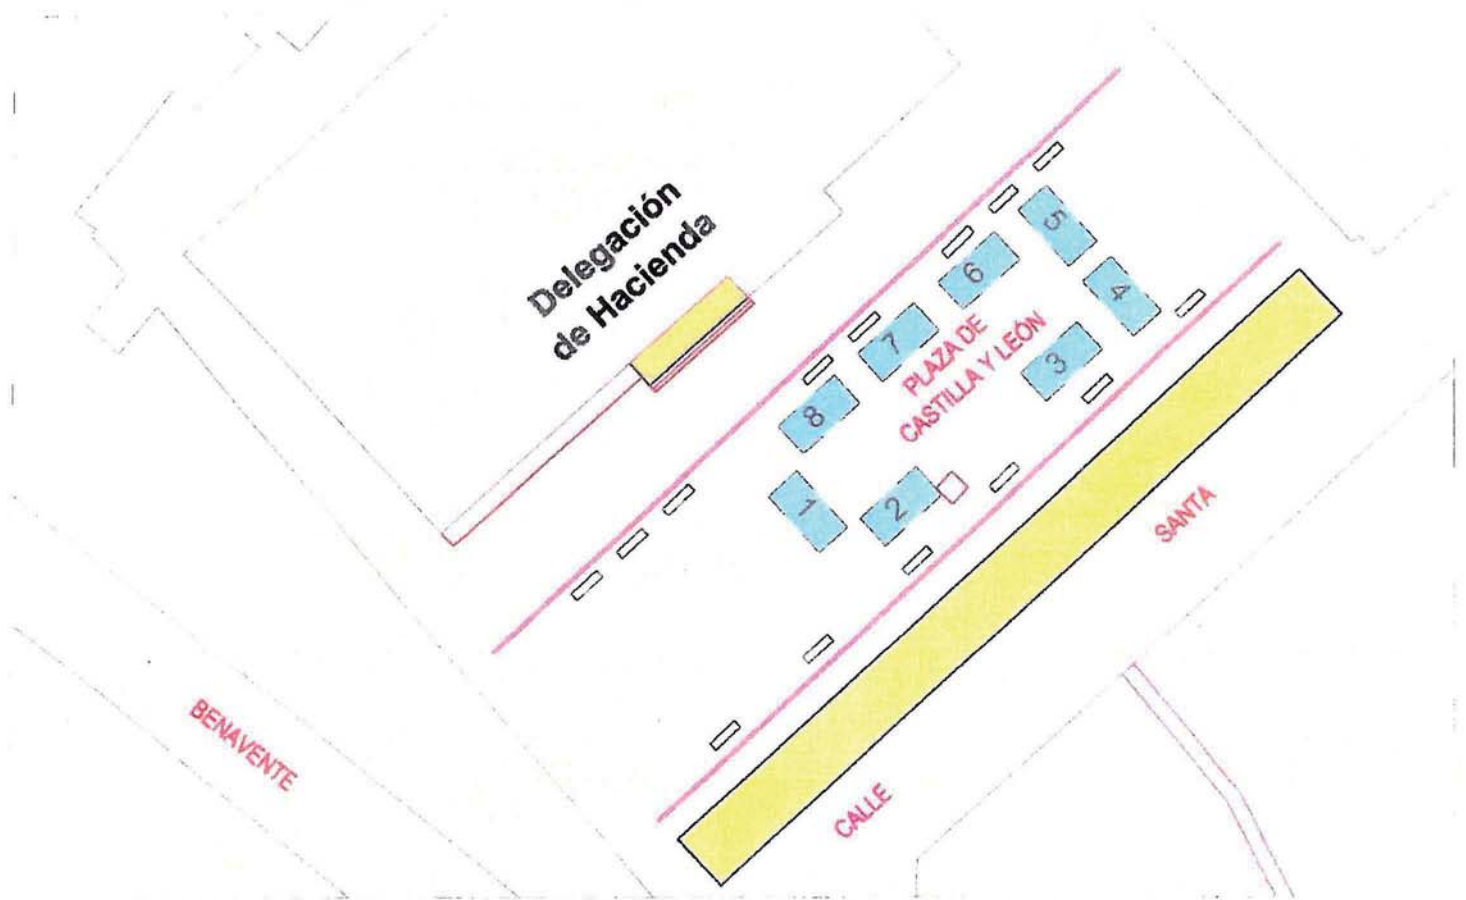 Delegación
de Hacienda
5
6
4
7
PLAZA DE
CASTILLA Y LEÓN
3
8
1
2
SANTA
BENAVENTE
CALLE